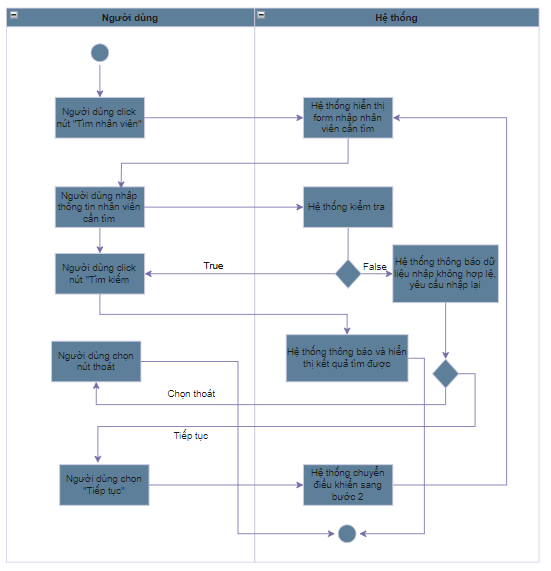 Người dùng
Hệ thống
Người dùng click
nút "Tìm nhân viên"
Hệ thống hiển thị
form nhập nhân
viên cần tìm
Người dùng nhập
thông tin nhân viên
cần tìm
Hệ thống kiểm tra
Người dùng click
nút "Tìm kiếm
True
False
Hệ thống thông báo dữ
liệu nhập không hợp lệ,
yêu cầu nhập lại
Hệ thống thông báo và hiển
thị kết quả tìm được
Người dùng chọn
nút thoát
Chọn thoát
Tiếp tục
Người dùng chọn
"Tiếp tục"
Hệ thống chuyển
điều khiển sang
bước 2